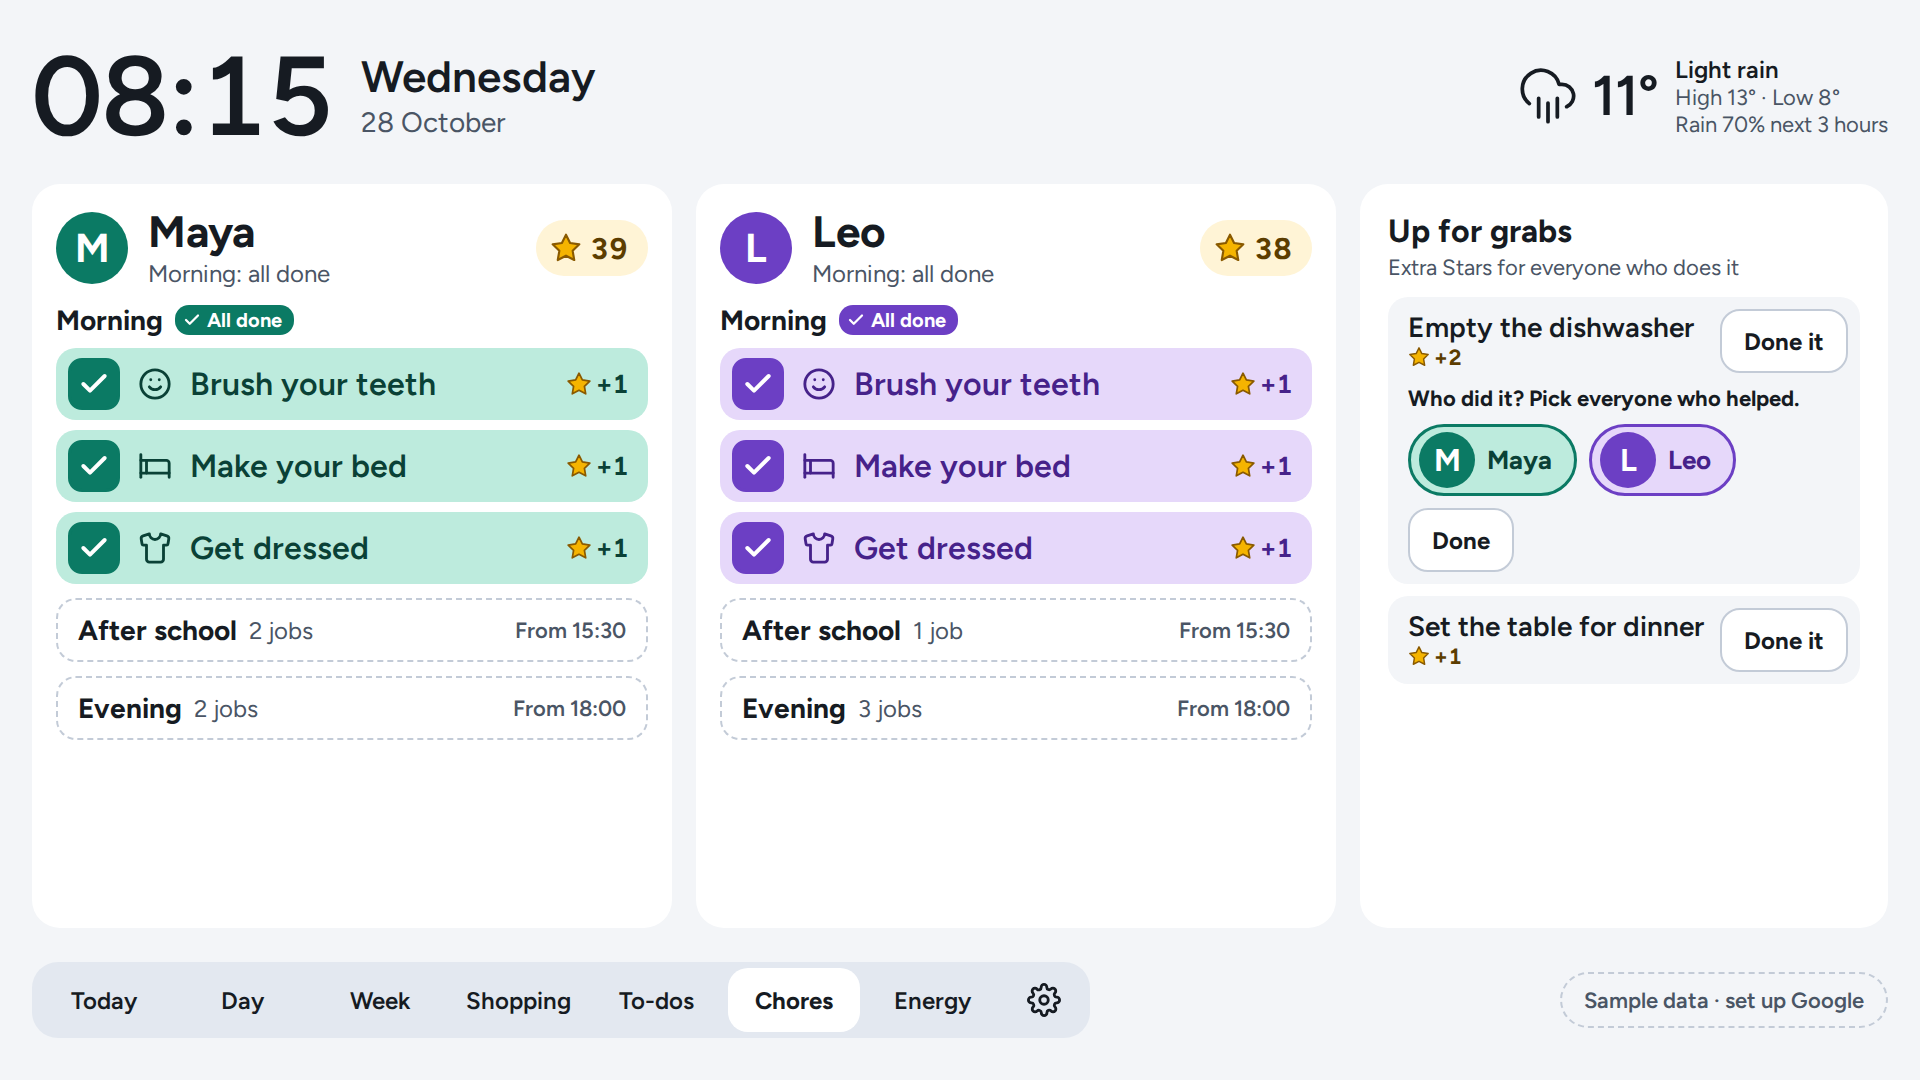 08:15
Wednesday
28 October
11°
Light rain
High 13° · Low 8°
Rain 70% next 3 hours
M
Maya
Morning: all done
39
Morning
All done
Brush your teeth
+1
Make your bed
+1
Get dressed
+1
After school 2 jobs
From 15:30
Evening 2 jobs
From 18:00
L
Leo
Morning: all done
38
Morning
All done
Brush your teeth
+1
Make your bed
+1
Get dressed
+1
After school 1 job
From 15:30
Evening 3 jobs
From 18:00
Up for grabs
Extra Stars for everyone who does it
Empty the dishwasher
+2
Done it
Who did it? Pick everyone who helped.
M Maya
L Leo
Done
Set the table for dinner
+1
Done it
Today
Day
Week
Shopping
To-dos
Chores
Energy
Sample data · set up Google